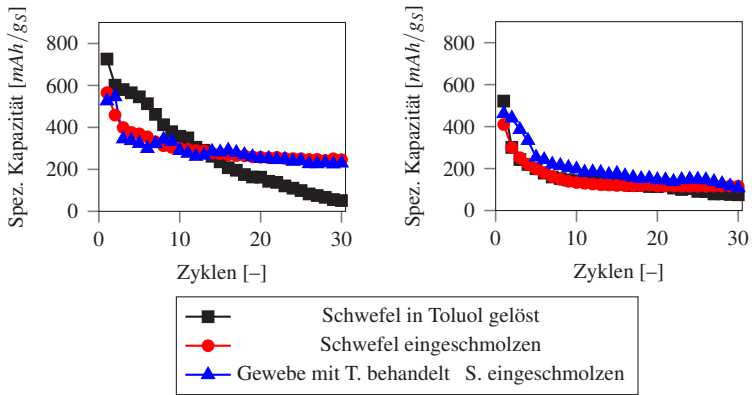 Spez. Kapazität [mAh/gS]
800
600
400
200
0
0
10
20
30
Zyklen [–]
Spez. Kapazität [mAh/gS]
800
600
400
200
0
0
10
20
30
Zyklen [–]
Schwefel in Toluol gelöst
Schwefel eingeschmolzen
Gewebe mit T. behandelt S. eingeschmolzen